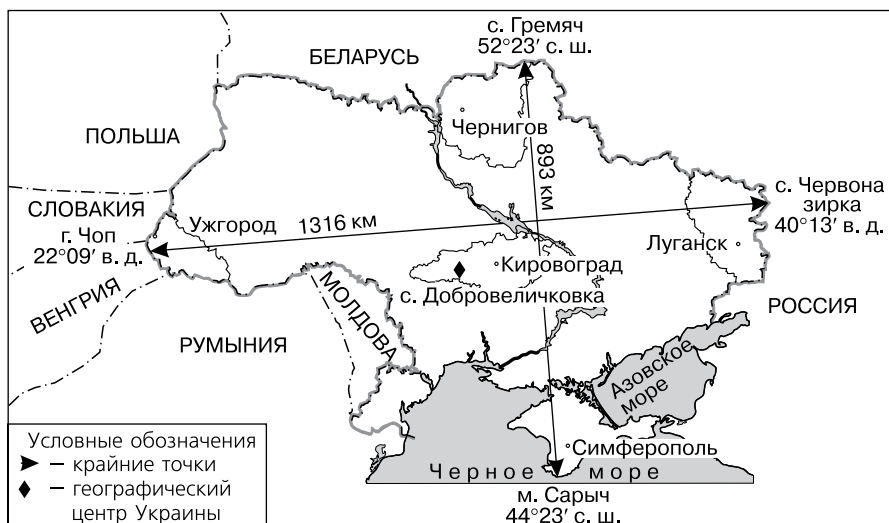 с. Гремяч
52°23′ с. ш.
БЕЛАРУСЬ
Чернигов
ПОЛЬША
893 км
с. Червона
зирка
40°13′ в. д.
СЛОВАКИЯ
г. Чоп
22°09′ в. д.
Ужгород
1316 км
Луганск
Кировоград
с. Добровеличковка
ВЕНГРИЯ
МОЛДОВА
РОССИЯ
РУМЫНИЯ
Азовское
море
Симферополь
Черное море
м. Сарыч
44°23′ с. ш.
Условные обозначения
– крайние точки
– географический
центр Украины